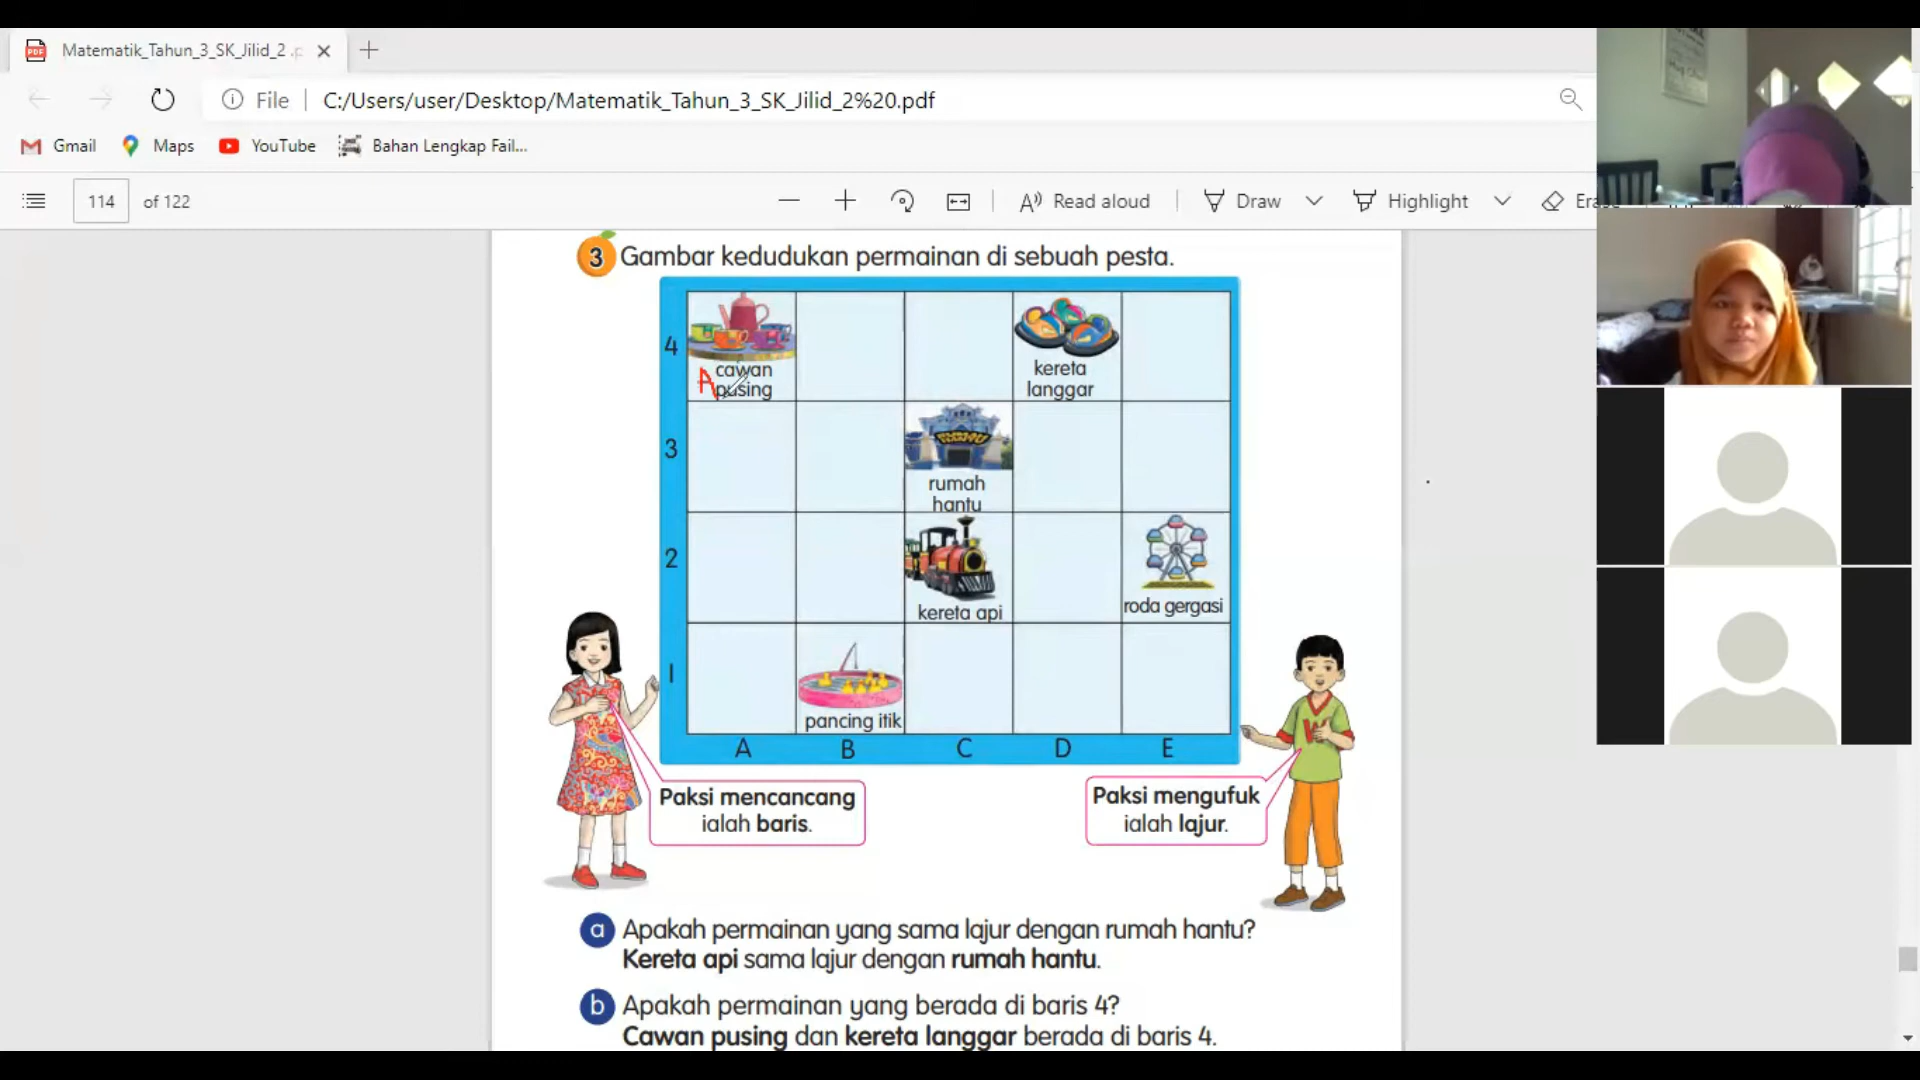 Matematik_Tahun_3_SK_Jilid_2 .p
File
C:/Users/user/Desktop/Matematik_Tahun_3_SK_Jilid_2%20.pdf
Gmail
Maps
YouTube
Bahan Lengkap Fail...
114 of 122
Read aloud
Draw
Highlight
3 Gambar kedudukan permainan di sebuah pesta.
4
cawan
pusing
A
kereta
langgar
3
rumah
hantu
2
kereta api
roda gergasi
1
pancing itik
A B C D E
Paksi mencancang
ialah baris.
Paksi mengufuk
ialah lajur.
a Apakah permainan yang sama lajur dengan rumah hantu?
Kereta api sama lajur dengan rumah hantu.
b Apakah permainan yang berada di baris 4?
Cawan pusing dan kereta langgar berada di baris 4.